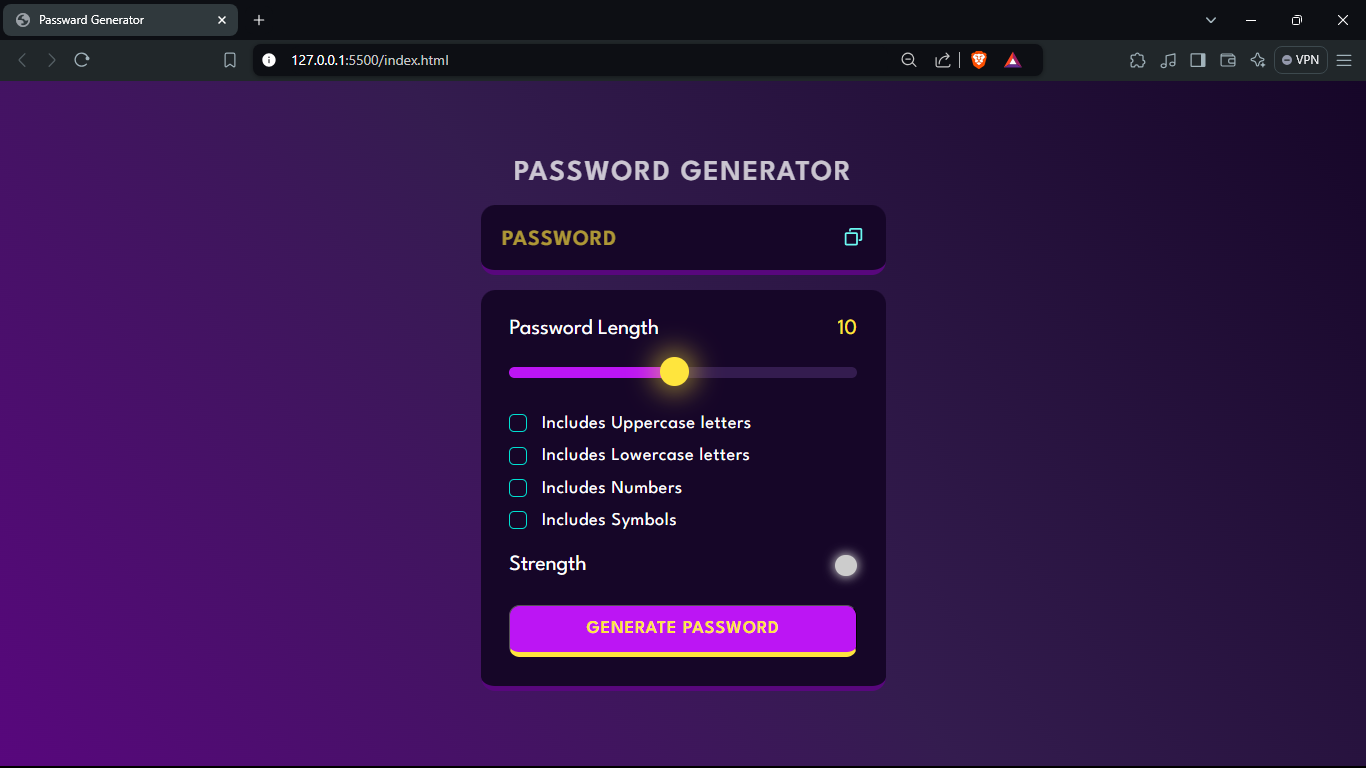 Passward Generator
127.0.0.1:5500/index.html
VPN
PASSWORD GENERATOR
PASSWORD
Password Length 10
Includes Uppercase letters
Includes Lowercase letters
Includes Numbers
Includes Symbols
Strength
GENERATE PASSWORD